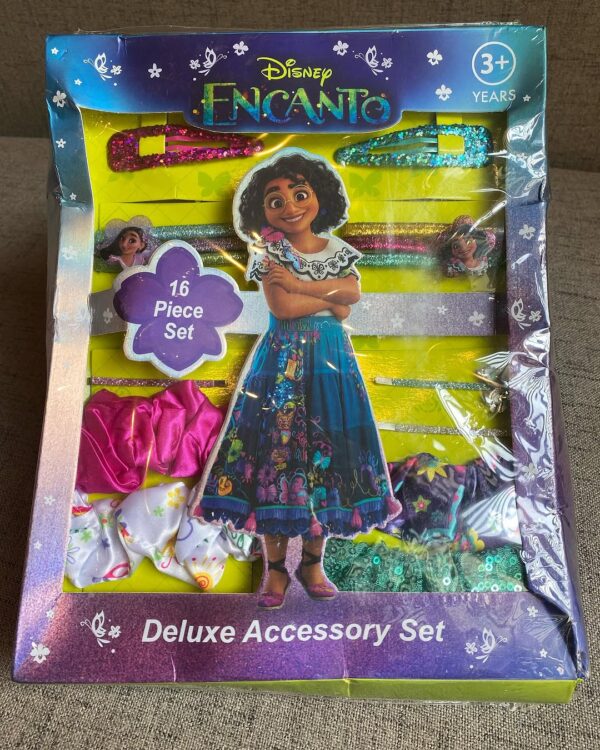 3+
YEARS
Disney
ENCANTO
16
Piece
Set
Deluxe Accessory Set